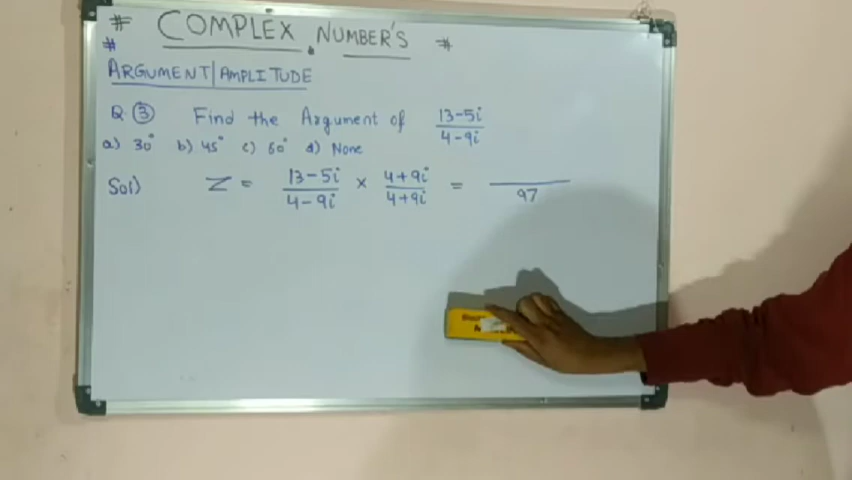 # COMPLEX NUMBER'S #
#
ARGUMENT/AMPLITUDE
Q. ③ Find the Argument of 13-5i / 4-9i
a) 30° b) 45° c) 60° d) None
Sol) Z = 13-5i / 4-9i × 4+9i / 4+9i = / 97